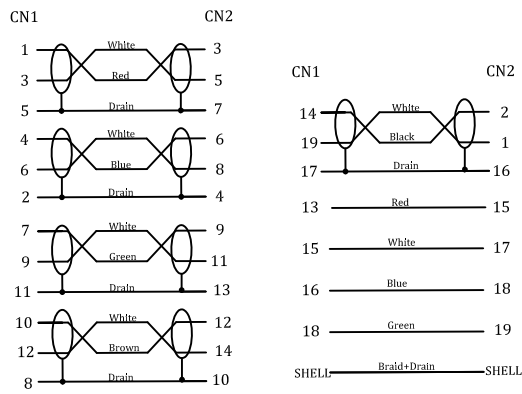 CN1 CN2
1 White 3
3 Red 5
5 Drain 7
4 White 6
6 Blue 8
2 Drain 4
7 White 9
9 Green 11
11 Drain 13
10 White 12
12 Brown 14
8 Drain 10
CN1 CN2
14 White 2
19 Black 1
17 Drain 16
13 Red 15
15 White 17
16 Blue 18
18 Green 19
SHELL Braid+Drain SHELL